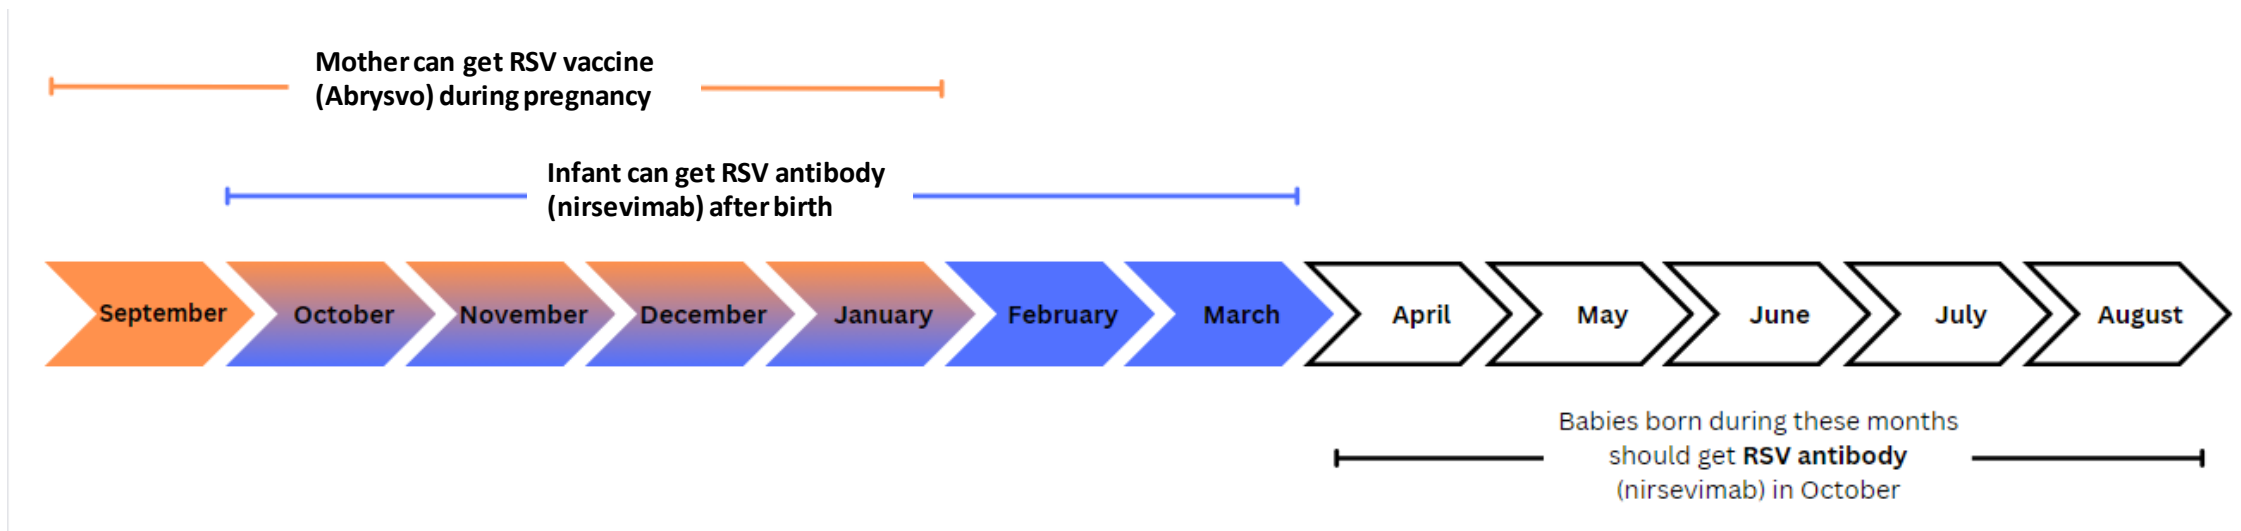 Mother can get RSV vaccine
(Abrysvo) during pregnancy
Infant can get RSV antibody
(nirsevimab) after birth
September
October
November
December
January
February
March
April
May
June
July
August
Babies born during these months
should get RSV antibody
(nirsevimab) in October